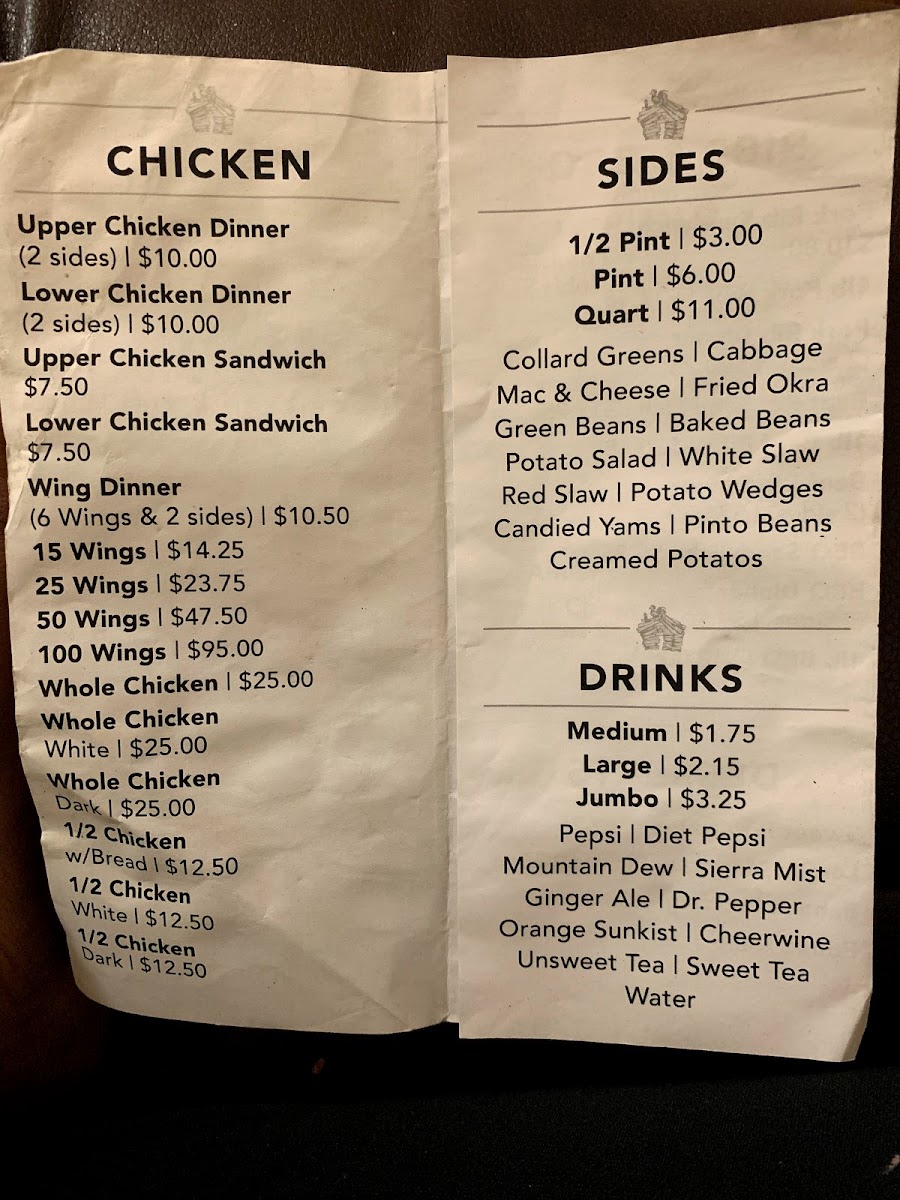 CHICKEN
Upper Chicken Dinner
(2 sides) | $10.00
Lower Chicken Dinner
(2 sides) | $10.00
Upper Chicken Sandwich
$7.50
Lower Chicken Sandwich
$7.50
Wing Dinner
(6 Wings & 2 sides) | $10.50
15 Wings | $14.25
25 Wings | $23.75
50 Wings | $47.50
100 Wings | $95.00
Whole Chicken | $25.00
Whole Chicken
White | $25.00
Whole Chicken
Dark | $25.00
1/2 Chicken
w/Bread | $12.50
1/2 Chicken
White | $12.50
1/2 Chicken
Dark | $12.50
SIDES
1/2 Pint | $3.00
Pint | $6.00
Quart | $11.00
Collard Greens | Cabbage
Mac & Cheese | Fried Okra
Green Beans | Baked Beans
Potato Salad | White Slaw
Red Slaw | Potato Wedges
Candied Yams | Pinto Beans
Creamed Potatos
DRINKS
Medium | $1.75
Large | $2.15
Jumbo | $3.25
Pepsi | Diet Pepsi
Mountain Dew | Sierra Mist
Ginger Ale | Dr. Pepper
Orange Sunkist | Cheerwine
Unsweet Tea | Sweet Tea
Water